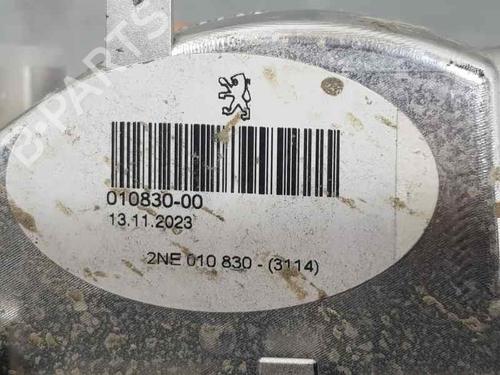 B-PARTS
010830-00
13.11.2023
2NE 010 830 - (3114)